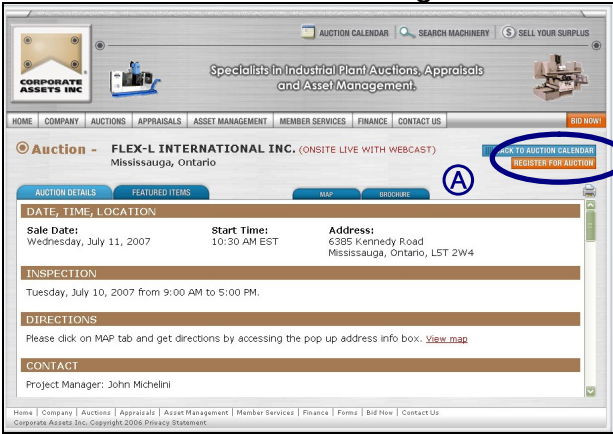 AUCTION CALENDAR SEARCH MACHINERY $ SELL YOUR SURPLUS
CORPORATE
ASSETS INC
Specialists in Industrial Plant Auctions, Appraisals
and Asset Management.
HOME COMPANY AUCTIONS APPRAISALS ASSET MANAGEMENT MEMBER SERVICES FINANCE CONTACT US BID NOW!
Auction - FLEX-L INTERNATIONAL INC. (ONSITE LIVE WITH WEBCAST)
Mississauga, Ontario
BACK TO AUCTION CALENDAR
REGISTER FOR AUCTION
A
AUCTION DETAILS FEATURED ITEMS MAP BROCHURE
DATE, TIME, LOCATION
Sale Date: Start Time: Address:
Wednesday, July 11, 2007 10:30 AM EST 6385 Kennedy Road
Mississauga, Ontario, L5T 2W4
INSPECTION
Tuesday, July 10, 2007 from 9:00 AM to 5:00 PM.
DIRECTIONS
Please click on MAP tab and get directions by accessing the pop up address info box. View map
CONTACT
Project Manager: John Michelini
Home | Company | Auctions | Appraisals | Asset Management | Member Services | Finance | Forms | Bid Now | Contact Us
Corporate Assets Inc. Copyright 2006 Privacy Statement